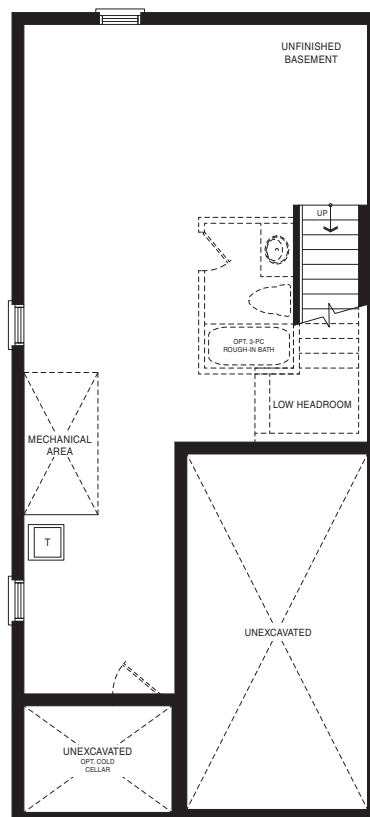 UNFINISHED
BASEMENT
UP
OPT. 3-PC
ROUGH-IN BATH
LOW HEADROOM
MECHANICAL
AREA
T
UNEXCAVATED
UNEXCAVATED
OPT. COLD
CELLAR